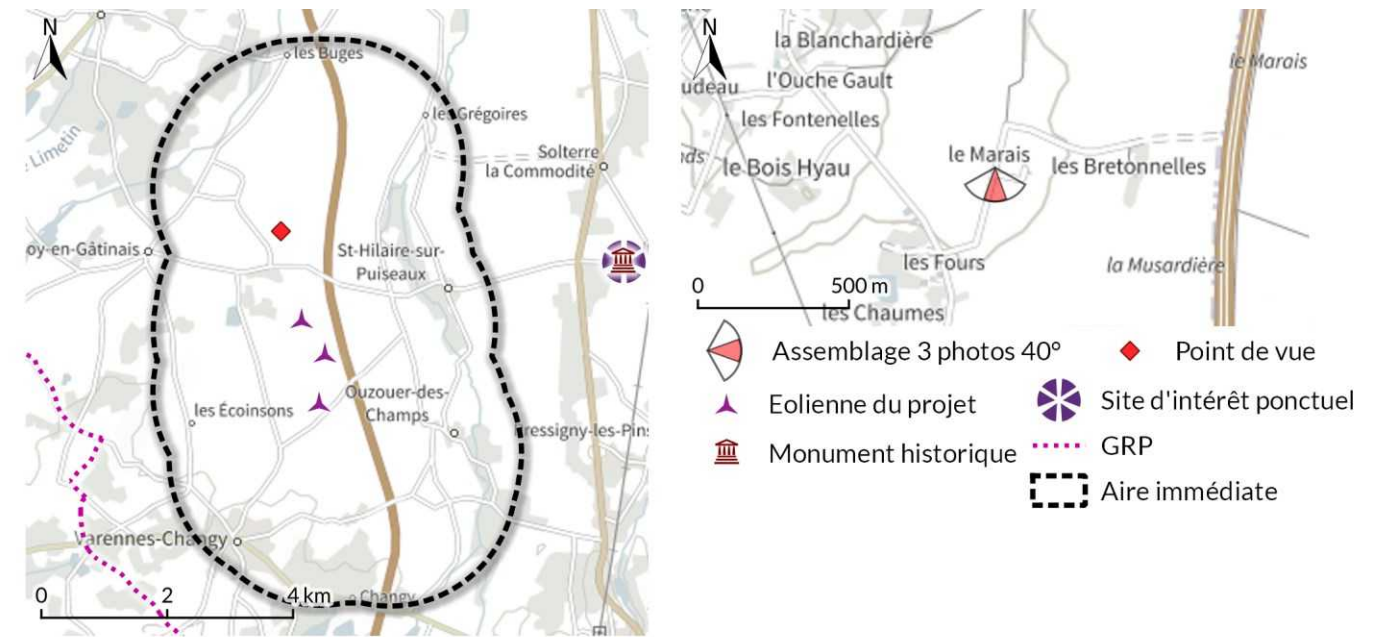 N
les Buges
les Grégoires
Limetin
Solterre
la Commodité
oy-en-Gâtinais
St-Hilaire-sur-
Puiseaux
les Écoinsons
Ouzouer-des-
Champs
ressigny-les-Pins
Varennes-Changy
Changy
0 2 4 km
N
la Blanchardière
le Marais
udeau
l'Ouche Gault
les Fontenelles
ds
le Bois Hyau
le Marais
les Bretonnelles
les Fours
la Musardière
0 500 m
les Chaumes
Assemblage 3 photos 40°
Point de vue
Eolienne du projet
Site d'intérêt ponctuel
Monument historique
GRP
Aire immédiate